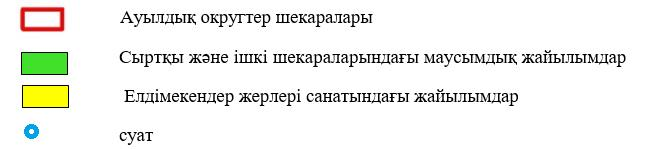 Ауылдық округтер шекаралары
Сыртқы және ішкі шекараларындағы маусымдық жайылымдар
Елдімекендер жерлері санатындағы жайылымдар
суат